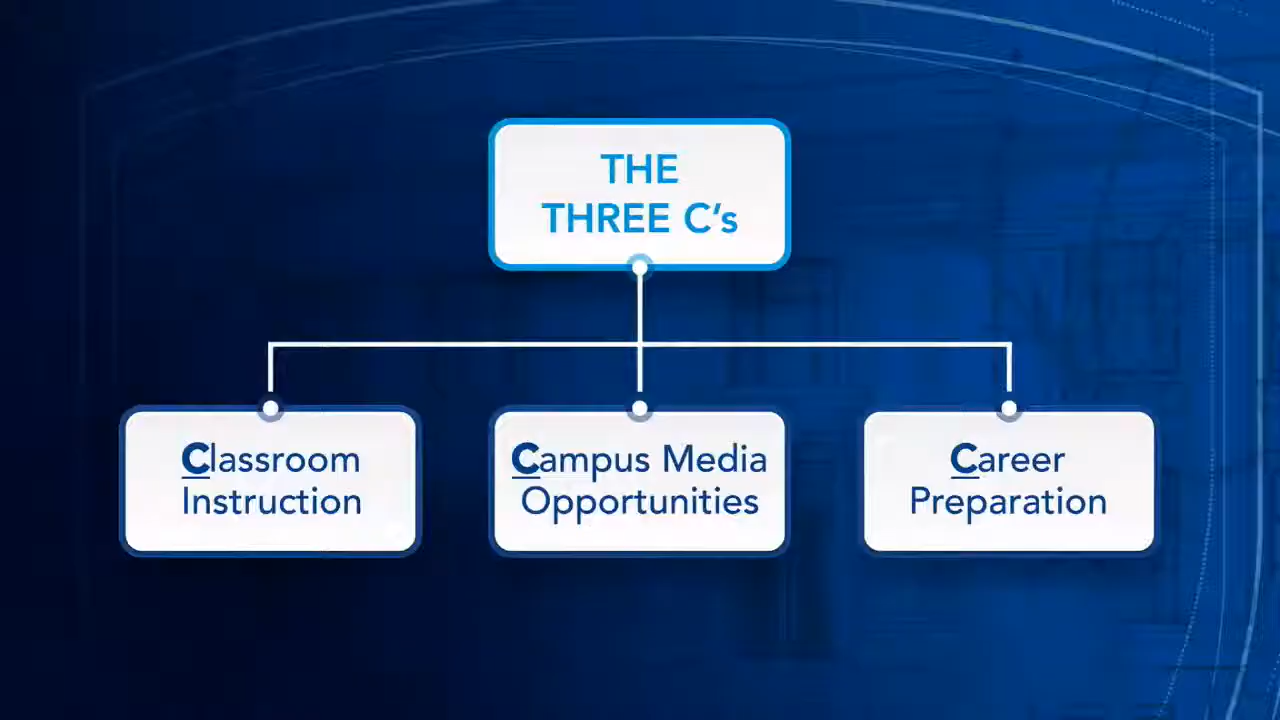 THE
THREE C's
Classroom
Instruction
Campus Media
Opportunities
Career
Preparation